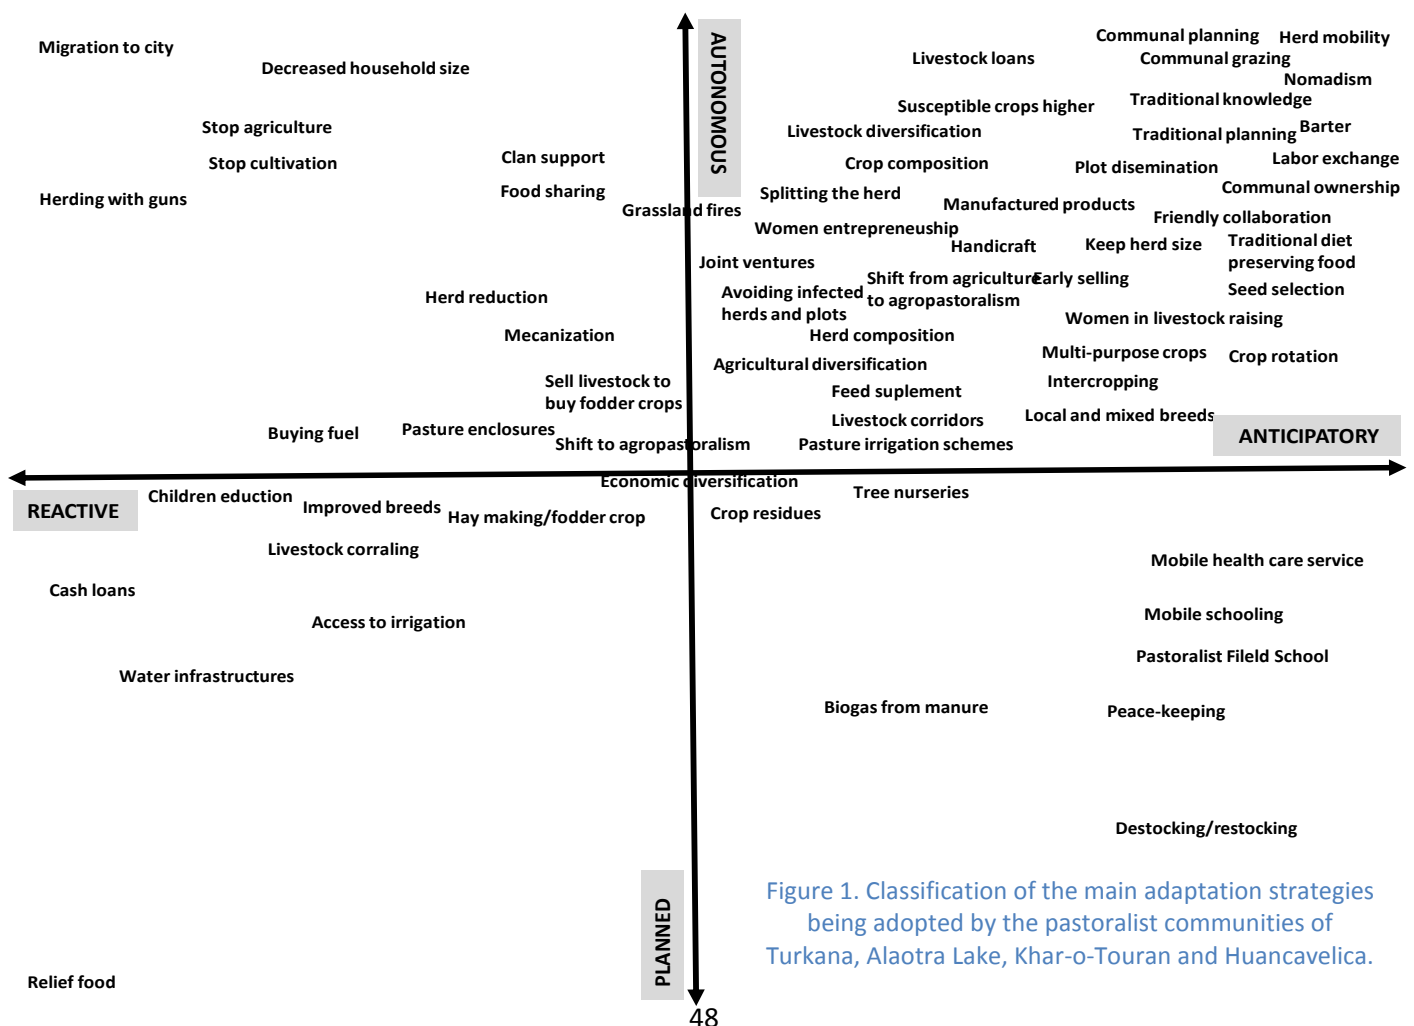 Migration to city
Decreased household size
Stop agriculture
Stop cultivation
Herding with guns
Clan support
Food sharing
Grassland fires
Herd reduction
Mecanization
Sell livestock to
buy fodder crops
Buying fuel
Pasture enclosures
Shift to agropastoralism
AUTONOMOUS
Livestock loans
Communal planning
Herd mobility
Communal grazing
Nomadism
Susceptible crops higher
Traditional knowledge
Livestock diversification
Traditional planning
Barter
Crop composition
Plot disemination
Labor exchange
Splitting the herd
Communal ownership
Manufactured products
Friendly collaboration
Women entrepreneuship
Handicraft
Keep herd size
Traditional diet
preserving food
Joint ventures
Shift from agriculture
to agropastoralism
Early selling
Avoiding infected
herds and plots
Seed selection
Women in livestock raising
Herd composition
Multi-purpose crops
Crop rotation
Agricultural diversification
Intercropping
Feed suplement
Local and mixed breeds
Livestock corridors
Pasture irrigation schemes
ANTICIPATORY
REACTIVE
Children eduction
Improved breeds
Hay making/fodder crop
Economic diversification
Livestock corraling
Cash loans
Access to irrigation
Water infrastructures
Relief food
Tree nurseries
Crop residues
Mobile health care service
Mobile schooling
Pastoralist Fileld School
Biogas from manure
Peace-keeping
Destocking/restocking
PLANNED
Figure 1. Classification of the main adaptation strategies
being adopted by the pastoralist communities of
Turkana, Alaotra Lake, Khar-o-Touran and Huancavelica.
48